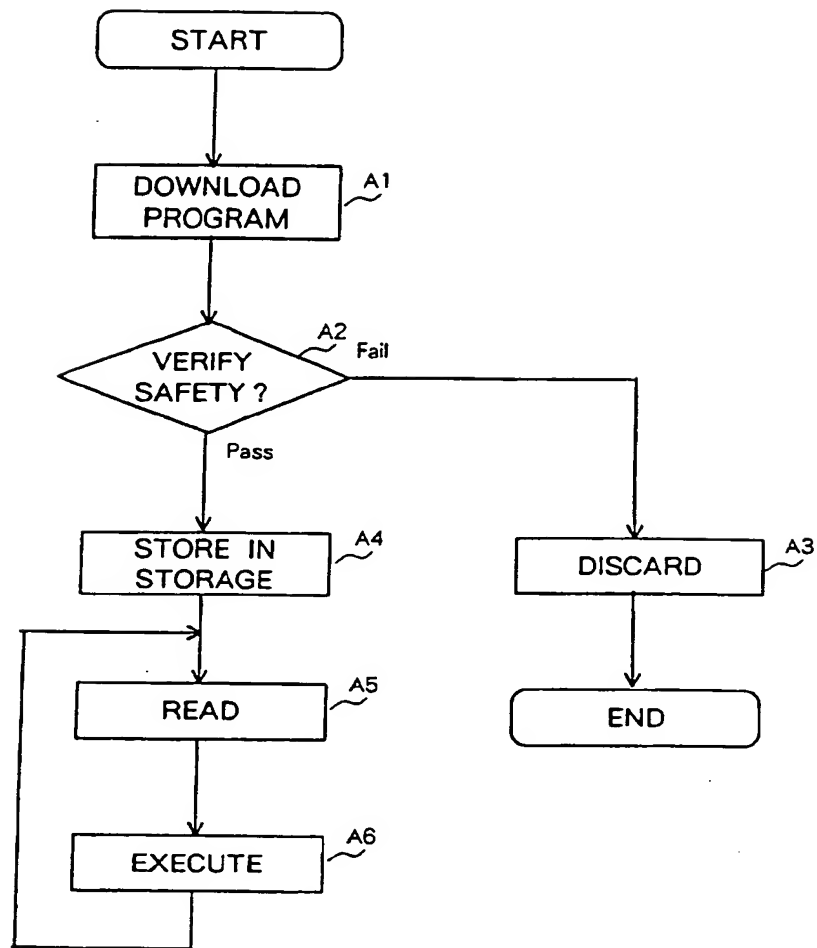 START
DOWNLOAD
PROGRAM
A1
VERIFY
SAFETY ?
A2
Fail
Pass
STORE IN
STORAGE
A4
DISCARD
A3
READ
A5
END
EXECUTE
A6